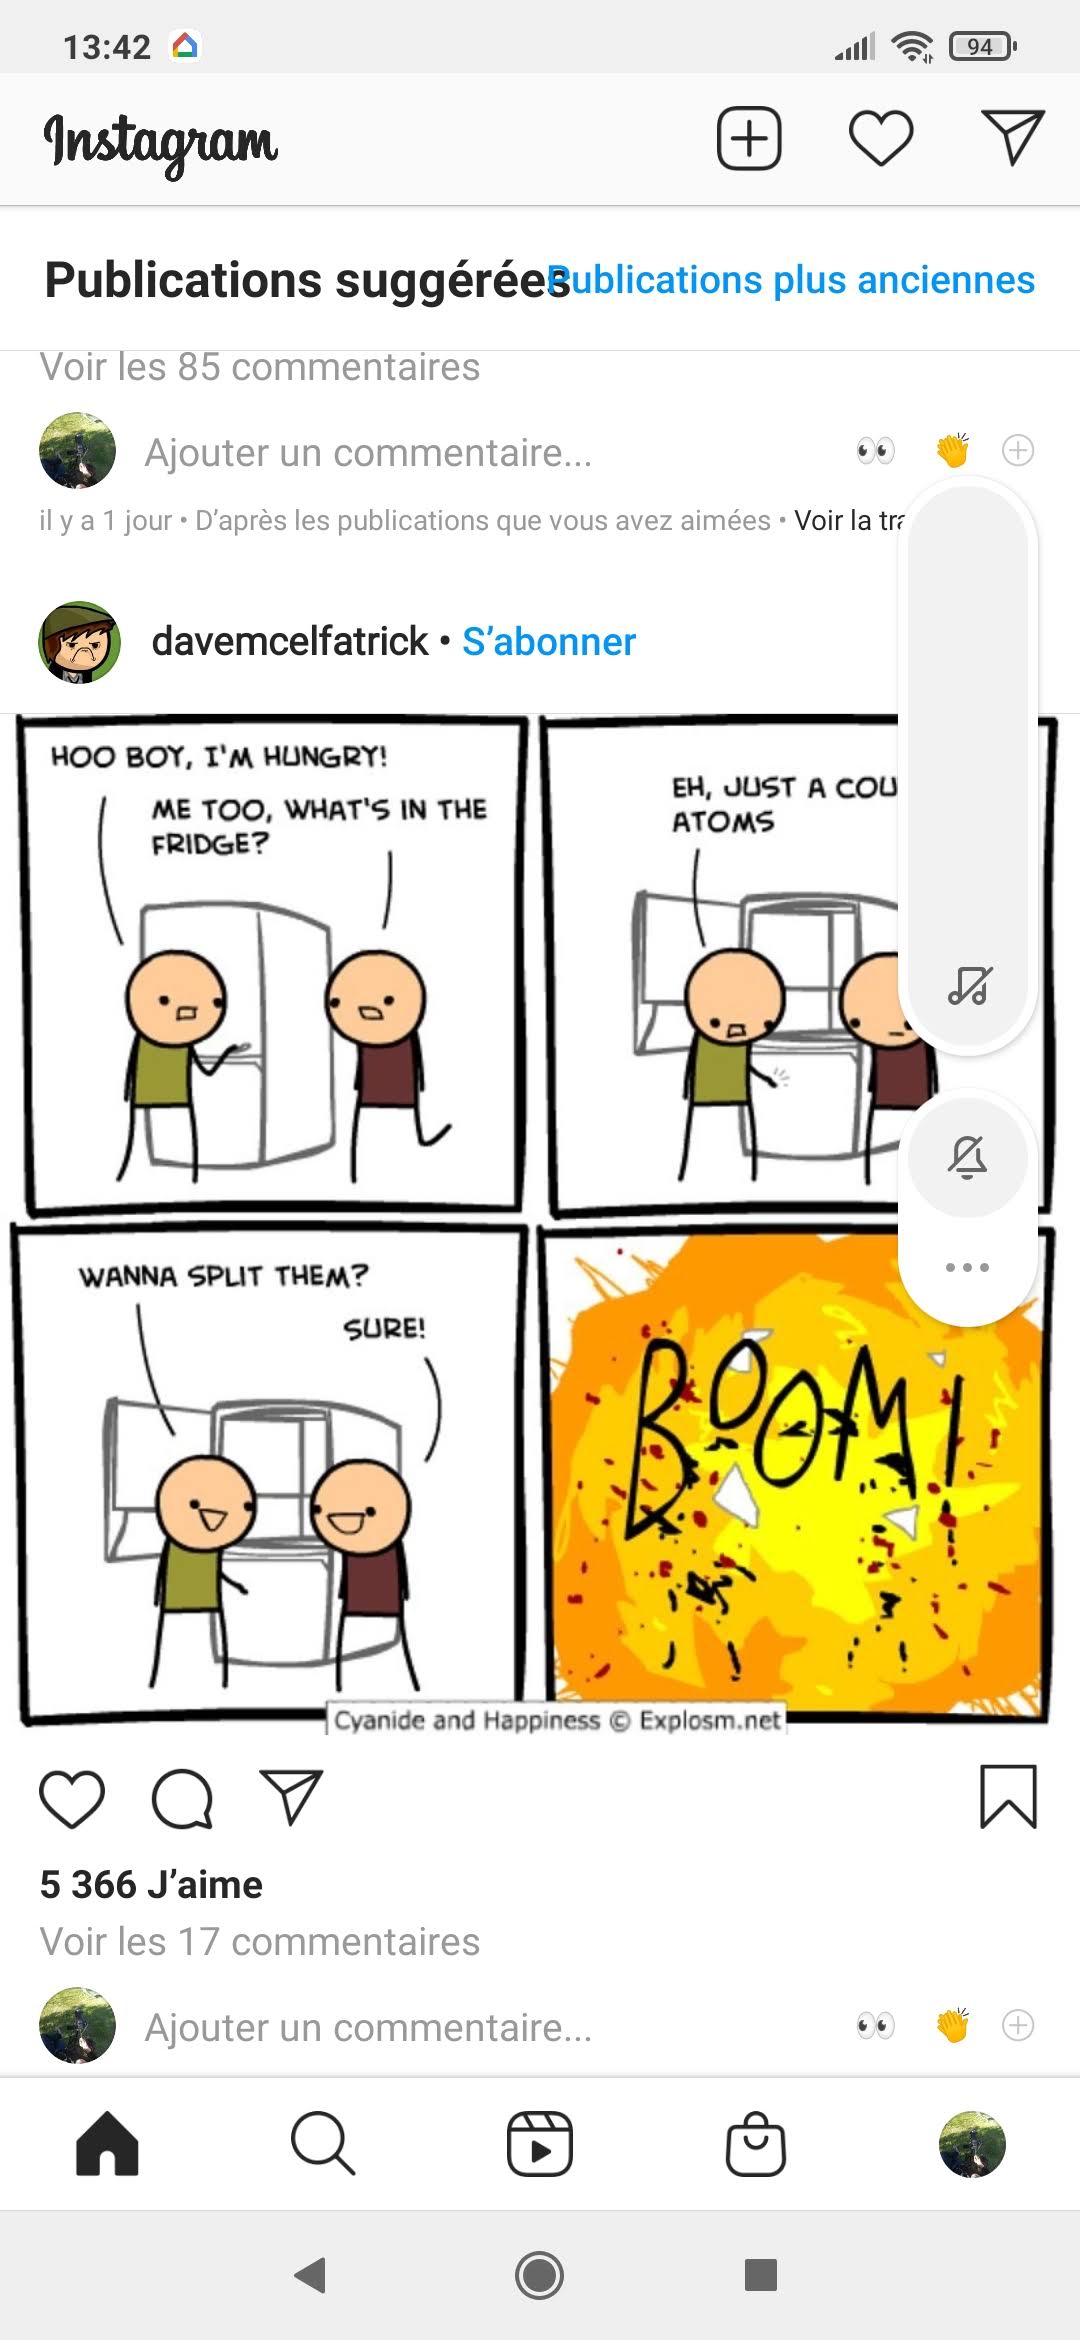 13:42
94
Instagram
Publications suggérées
Publications plus anciennes
Voir les 85 commentaires
Ajouter un commentaire...
il y a 1 jour • D'après les publications que vous avez aimées • Voir la
davemcelfatrick • S'abonner
HOO BOY, I'M HUNGRY!
ME TOO, WHAT'S IN THE
FRIDGE?
EH, JUST A
ATOMS
WANNA SPLIT THEM?
SURE!
BOOM!
Cyanide and Happiness © Explosm.net
5 366 J'aime
Voir les 17 commentaires
Ajouter un commentaire...